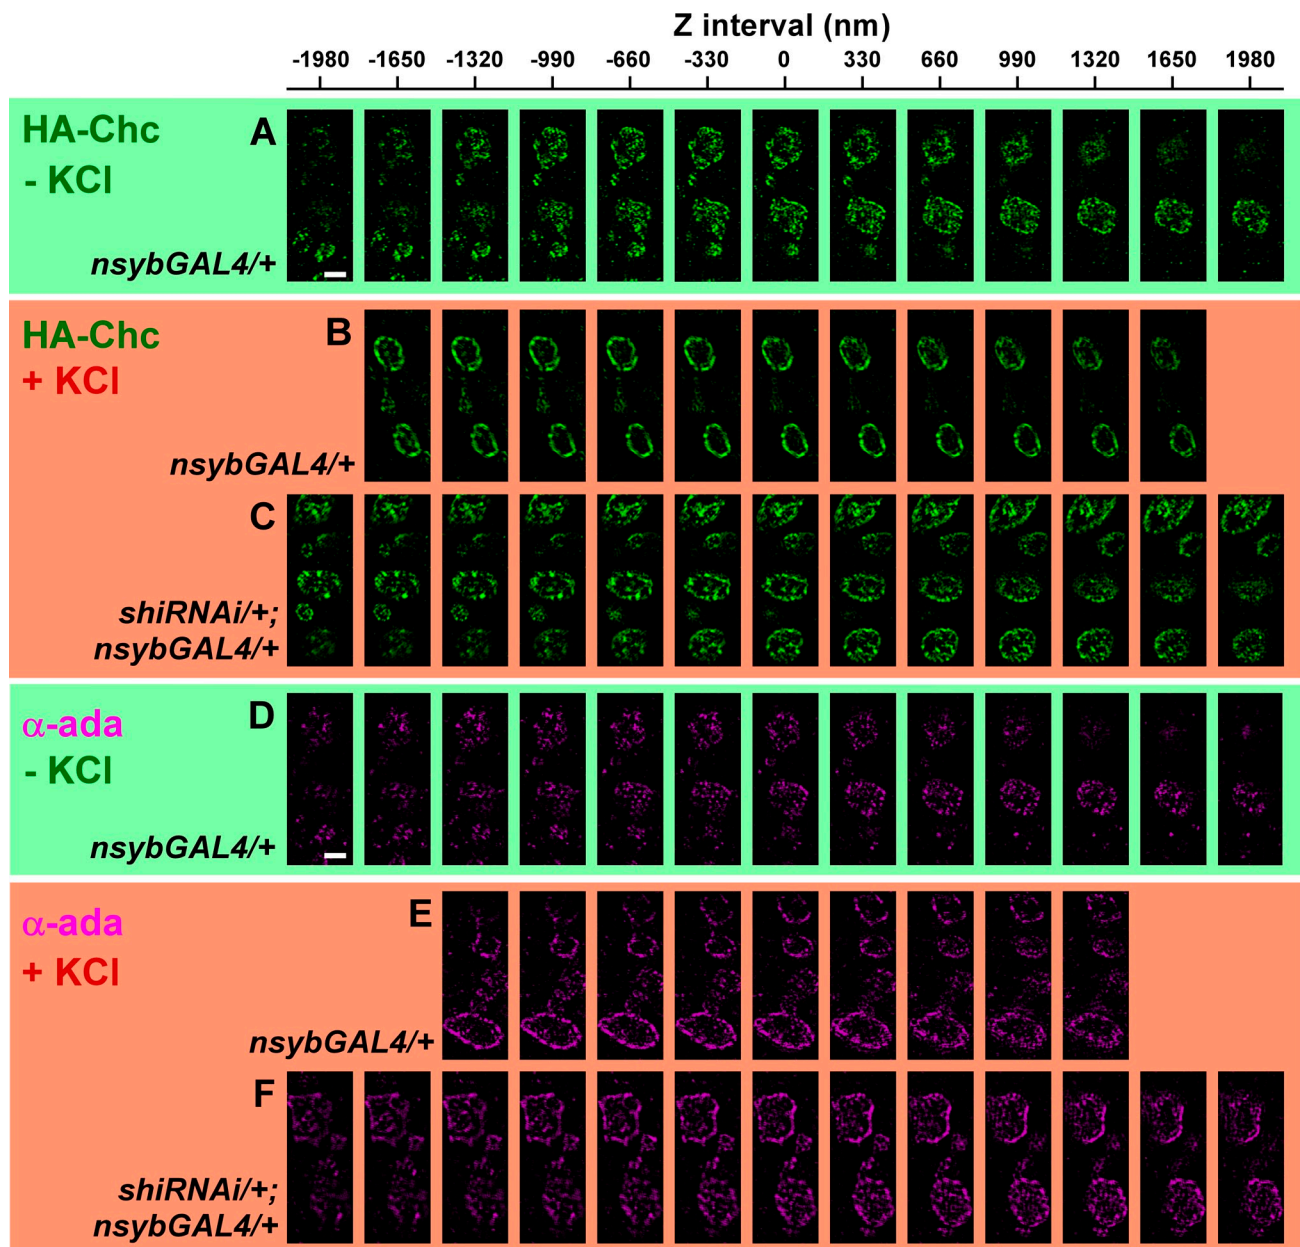 Z interval (nm)
-1980 -1650 -1320 -990 -660 -330 0 330 660 990 1320 1650 1980
HA-Chc A
- KCl
nsybGAL4/+
HA-Chc B
+ KCl
nsybGAL4/+
C
shiRNAi/+;
nsybGAL4/+
α-ada D
- KCl
nsybGAL4/+
α-ada E
+ KCl
nsybGAL4/+
F
shiRNAi/+;
nsybGAL4/+